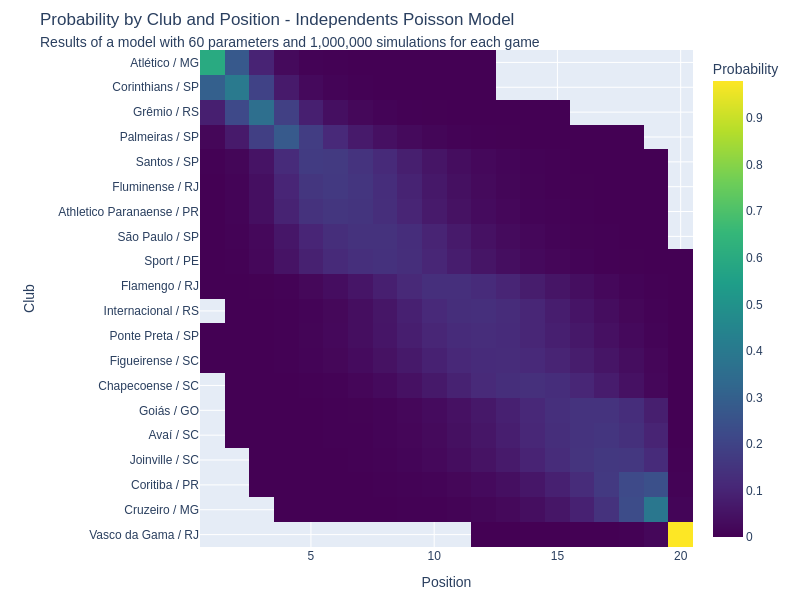 Probability by Club and Position - Independents Poisson Model
Results of a model with 60 parameters and 1,000,000 simulations for each game
Probability
Atlético / MG
Corinthians / SP
Grêmio / RS
Palmeiras / SP
Santos / SP
Fluminense / RJ
Athletico Paranaense / PR
São Paulo / SP
Sport / PE
Flamengo / RJ
Internacional / RS
Ponte Preta / SP
Figueirense / SC
Chapecoense / SC
Goiás / GO
Avaí / SC
Joinville / SC
Coritiba / PR
Cruzeiro / MG
Vasco da Gama / RJ
Club
5
10
15
20
Position
0.9
0.8
0.7
0.6
0.5
0.4
0.3
0.2
0.1
0